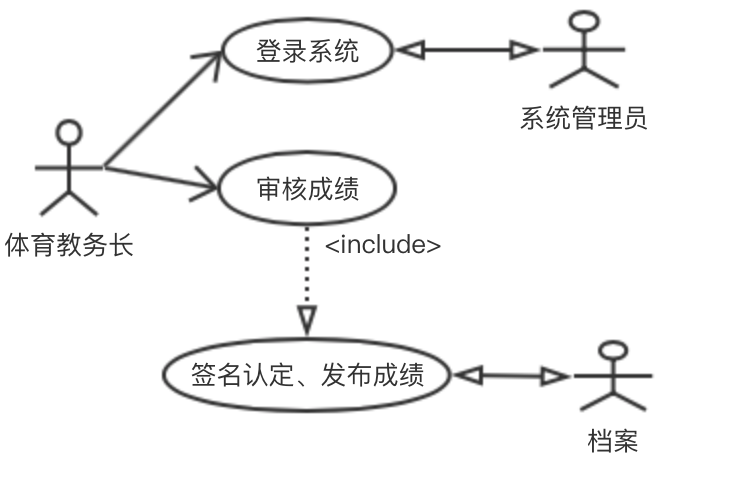 登录系统
系统管理员
审核成绩
体育教务长
<include>
签名认定、发布成绩
档案